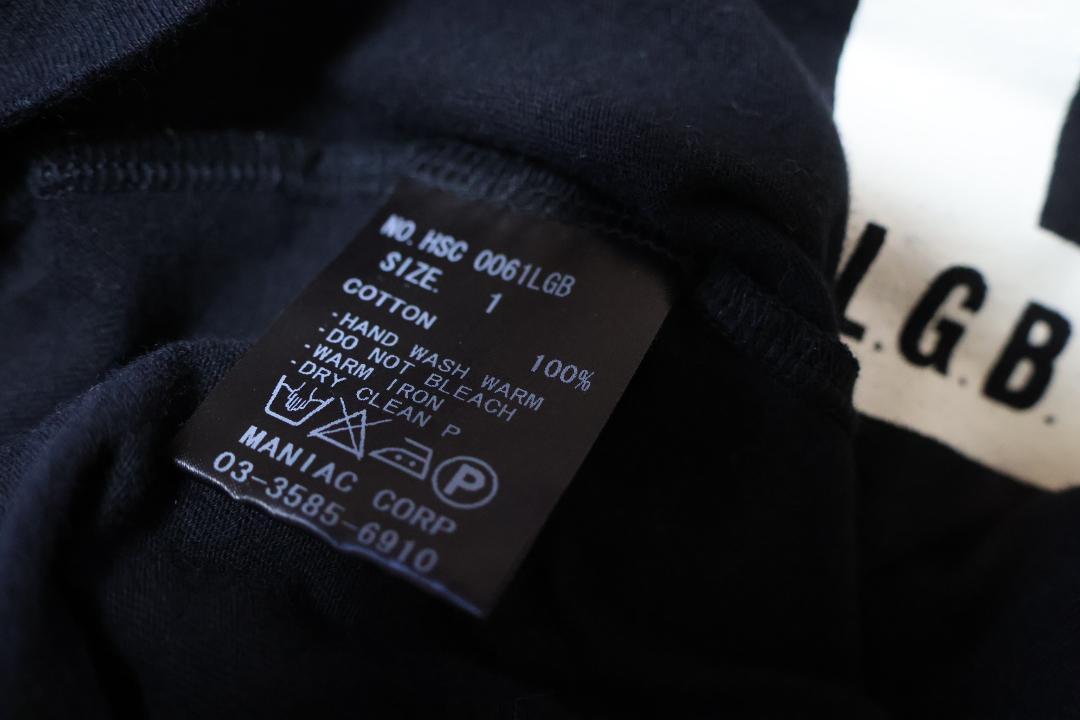 NO. HSC 0061LGB
SIZE. 1
COTTON 100%
-HAND WASH WARM
-DO NOT BLEACH
-WARM IRON
-DRY CLEAN P
P
MANIAC CORP
03-3585-6910
L.G.B.